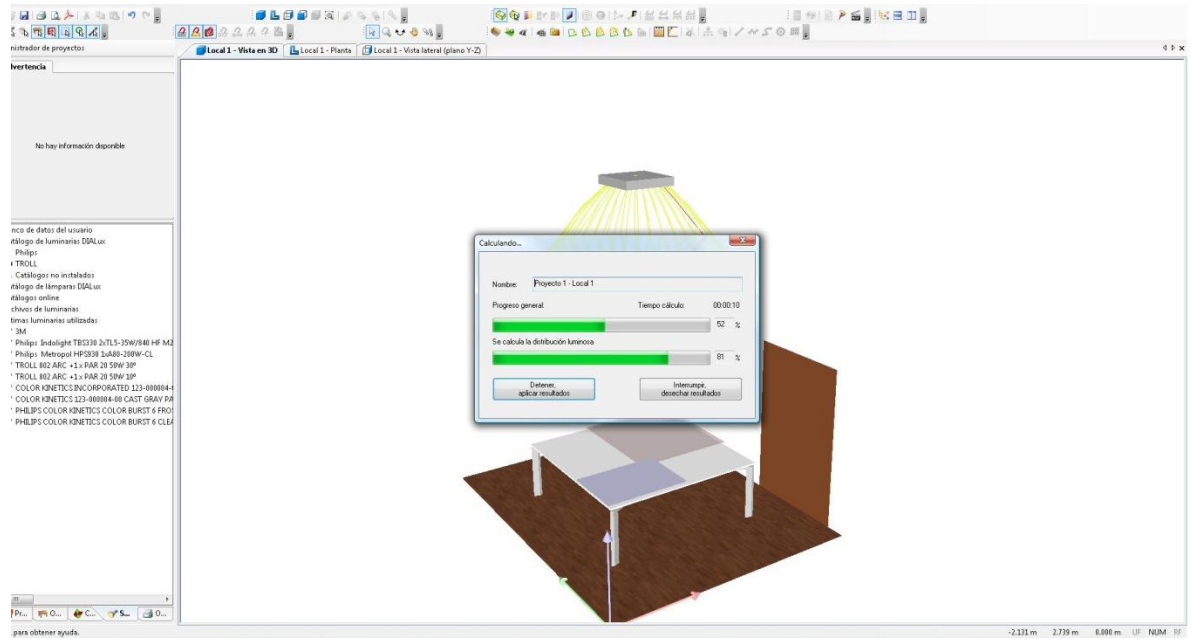 nistrador de proyectos
Local 1 - Vista en 3D
Local 1 - Planta
Local 1 - Vista lateral (plano Y-Z)
lvertencia
No hay información disponible
nco de datos del usuario
tálogo de luminarias DIALux
Philips
TROLL
Catálogos no instalados
tálogo de lámparas DIALux
tálogos online
chivos de luminarias
timas luminarias utilizadas
3M
Philips Indolight TBS330 2xTL5-35W/840 HF M2
Philips Metropol HPS930 1xA80-200W-CL
TROLL 802 ARC +1 x PAR 20 50W 30º
TROLL 802 ARC +1 x PAR 20 50W 10º
COLOR KINETICS INCORPORATED 123-000004-
COLOR KINETICS 123-000004-00 CAST GRAY PA
PHILIPS COLOR KINETICS COLOR BURST 6 FRO
PHILIPS COLOR KINETICS COLOR BURST 6 CLEA
Calculando...
Nombre: Proyecto 1 - Local 1
Progreso general: Tiempo cálculo: 00:00:10
52 %
Se calcula la distribución luminosa
81 %
Detener,
aplicar resultados
Interrumpir,
desechar resultados
Pr... O... C... S... O...
para obtener ayuda.
-2.131 m 2.739 m 0.000 m UF NUM RF